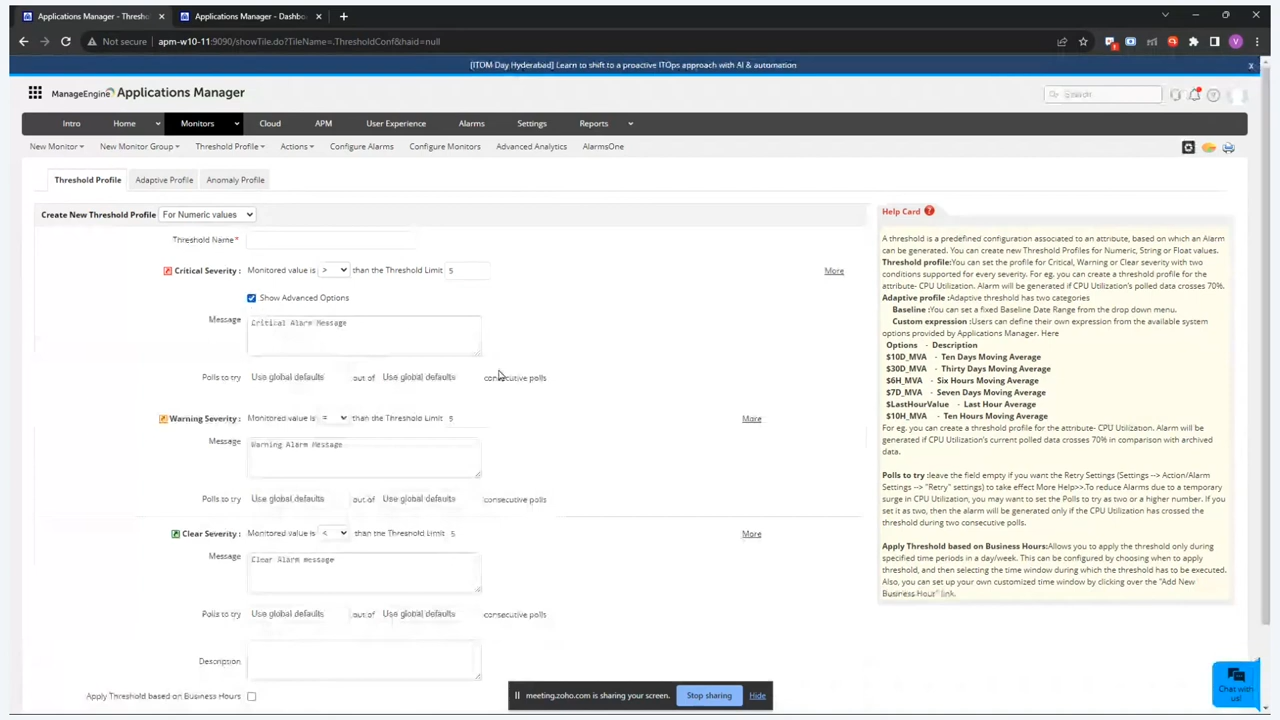 Applications Manager - Thresho
Applications Manager - Dashbo
Not secure
apm-w10-11:9090/showTile.do?TileName=.ThresholdConf&haid=null
V
[ITOM Day Hyderabad] Learn to shift to a proactive ITOps approach with AI & automation
x
ManageEngine Applications Manager
Search
Intro
Home
Monitors
Cloud
APM
User Experience
Alarms
Settings
Reports
New Monitor
New Monitor Group
Threshold Profile
Actions
Configure Alarms
Configure Monitors
Advanced Analytics
AlarmsOne
Threshold Profile
Adaptive Profile
Anomaly Profile
Create New Threshold Profile
For Numeric values
Threshold Name*
Critical Severity : Monitored value is > than the Threshold Limit 5
More
Show Advanced Options
Message
Critical Alarm Message
Polls to try Use global defaults out of Use global defaults consecutive polls
Warning Severity : Monitored value is = than the Threshold Limit 5
More
Message
Warning Alarm Message
Polls to try Use global defaults out of Use global defaults consecutive polls
Clear Severity : Monitored value is < than the Threshold Limit 5
More
Message
Clear Alarm message
Polls to try Use global defaults out of Use global defaults consecutive polls
Description
Apply Threshold based on Business Hours
Help Card ?
A threshold is a predefined configuration associated to an attribute, based on which an Alarm
can be generated. You can create new Threshold Profiles for Numeric, String or Float values.
Threshold profile:You can set the profile for Critical, Warning or Clear severity with two
conditions supported for every severity. For eg. you can create a threshold profile for the
attribute- CPU Utilization. Alarm will be generated if CPU Utilization's polled data crosses 70%.
Adaptive profile :Adaptive threshold has two categories
Baseline :You can set a fixed Baseline Date Range from the drop down menu.
Custom expression :Users can define their own expression from the available system
options provided by Applications Manager. Here
Options - Description
$10D_MVA - Ten Days Moving Average
$30D_MVA - Thirty Days Moving Average
$6H_MVA - Six Hours Moving Average
$7D_MVA - Seven Days Moving Average
$LastHourValue - Last Hour Average
$10H_MVA - Ten Hours Moving Average
For eg. you can create a threshold profile for the attribute- CPU Utilization. Alarm will be
generated if CPU Utilization's current polled data crosses 70% in comparison with archived
data.
Polls to try :leave the field empty if you want the Retry Settings (Settings --> Action/Alarm
Settings --> "Retry" settings) to take effect More Help>>.To reduce Alarms due to a temporary
surge in CPU Utilization, you may want to set the Polls to try as two or a higher number. If you
set it as two, then the alarm will be generated only if the CPU Utilization has crossed the
threshold during two consecutive polls.
Apply Threshold based on Business Hours:Allows you to apply the threshold only during
specified time periods in a day/week. This can be configured by choosing when to apply
threshold, and then selecting the time window during which the threshold has to be executed.
Also, you can set up your own customized time window by clicking over the "Add New
Business Hour" link.
meeting.zoho.com is sharing your screen.
Stop sharing
Hide
Chat with
us!